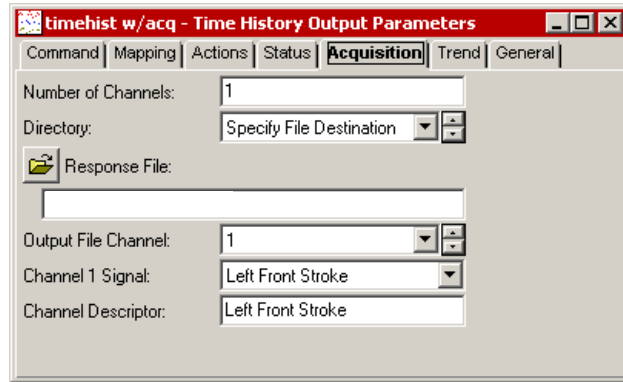 timehist w/acq - Time History Output Parameters
Command Mapping Actions Status Acquisition Trend General
Number of Channels: 1
Directory: Specify File Destination
Response File:
Output File Channel: 1
Channel 1 Signal: Left Front Stroke
Channel Descriptor: Left Front Stroke